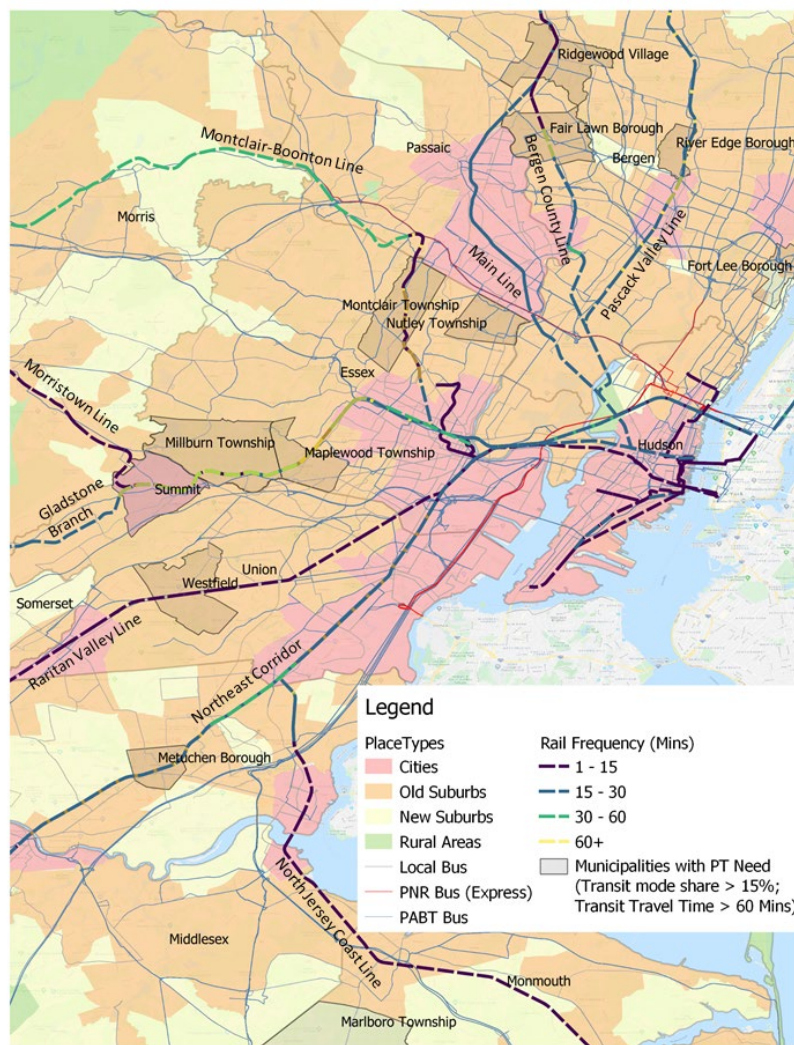 Ridgewood Village
Montclair-Boonton Line
Passaic
Fair Lawn Borough
Bergen
River Edge Borough
Bergen County Line
Morris
Main Line
Pascack Valley Line
Fort Lee Borough
Montclair Township
Nutley Township
Essex
Morristown Line
Millburn Township
Maplewood Township
Hudson
Gladstone
Branch
Summit
Union
Westfield
Somerset
Raritan Valley Line
Northeast Corridor
Metuchen Borough
North Jersey Coast Line
Middlesex
Monmouth
Marlboro Township
Legend
PlaceTypes
Cities
Old Suburbs
New Suburbs
Rural Areas
Local Bus
PNR Bus (Express)
PABT Bus
Rail Frequency (Mins)
1 - 15
15 - 30
30 - 60
60+
Municipalities with PT Need
(Transit mode share > 15%;
Transit Travel Time > 60 Mins)